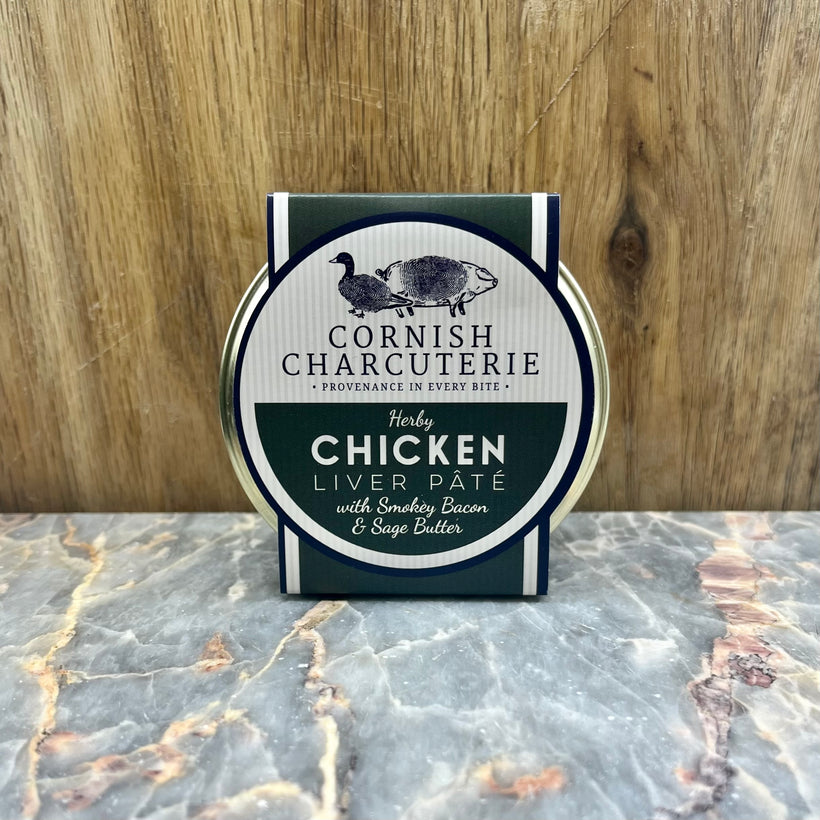 CORNISH
CHARCUTERIE
• PROVENANCE IN EVERY BITE •
Herby
CHICKEN
LIVER PÂTÉ
with Smokey Bacon
& Sage Butter